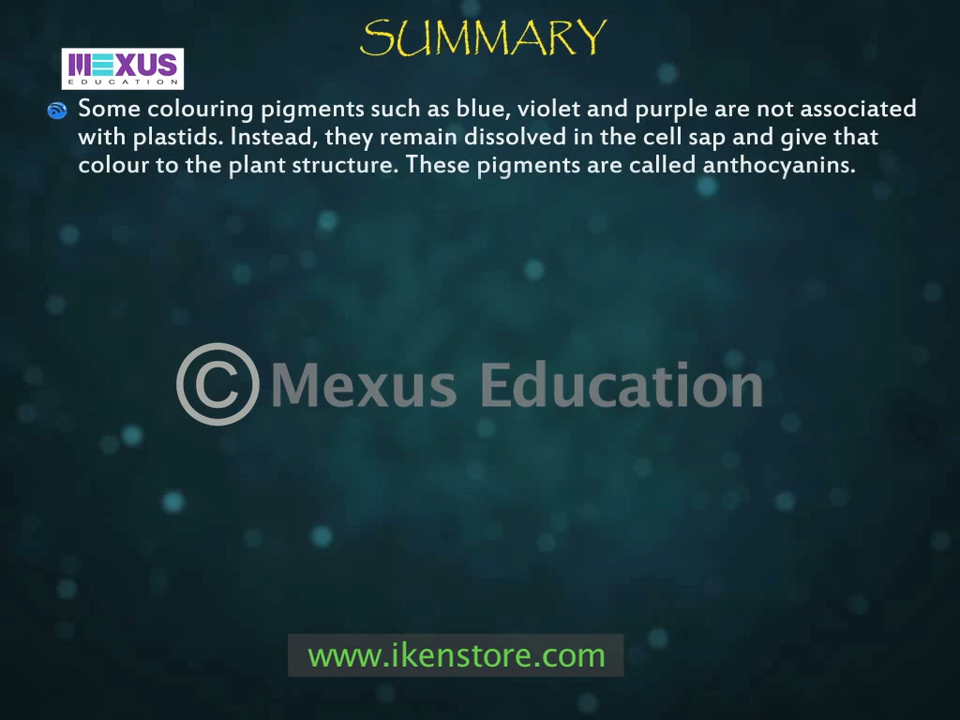 SUMMARY
MEXUS
EDUCATION
Some colouring pigments such as blue, violet and purple are not associated
with plastids. Instead, they remain dissolved in the cell sap and give that
colour to the plant structure. These pigments are called anthocyanins.
© Mexus Education
www.ikenstore.com